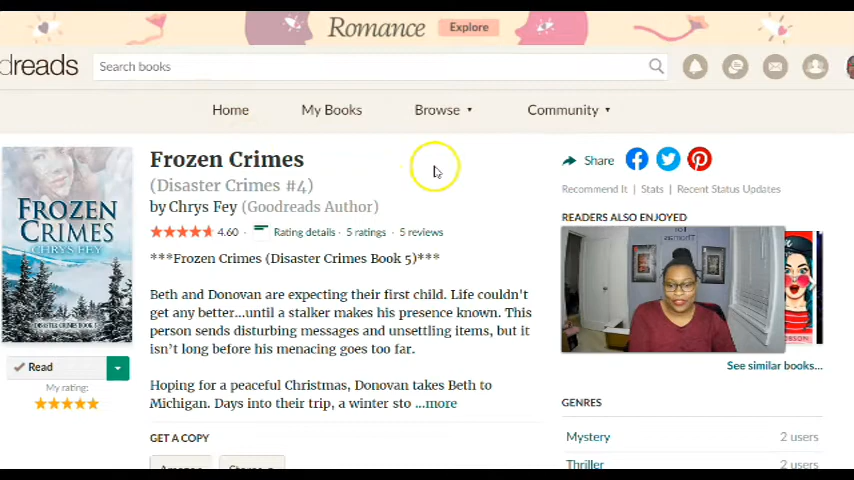 Romance Explore
dreads Search books
Home My Books Browse Community
Frozen Crimes
(Disaster Crimes #4)
by Chrys Fey (Goodreads Author)
4.60 · Rating details · 5 ratings · 5 reviews
***Frozen Crimes (Disaster Crimes Book 5)***
Beth and Donovan are expecting their first child. Life couldn't
get any better...until a stalker makes his presence known. This
person sends disturbing messages and unsettling items, but it
isn't long before his menacing goes too far.
Hoping for a peaceful Christmas, Donovan takes Beth to
Michigan. Days into their trip, a winter sto ...more
GET A COPY
FROZEN
CRIMES
CHRYS FEY
Read
My rating:
Share
Recommend It | Stats | Recent Status Updates
READERS ALSO ENJOYED
See similar books...
GENRES
Mystery 2 users
Thriller 2 users